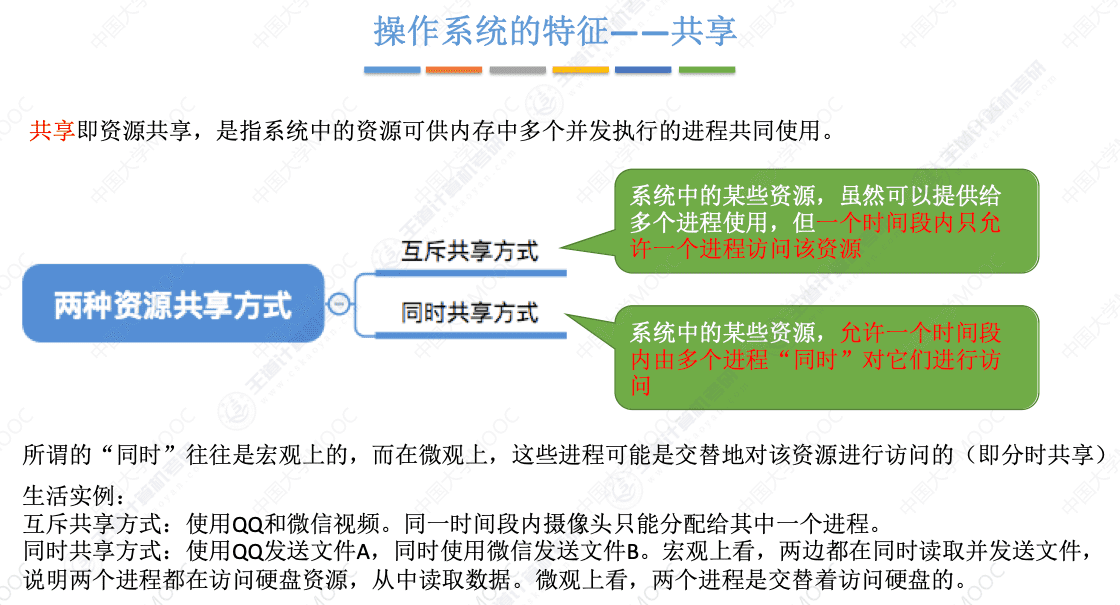 操作系统的特征——共享
共享即资源共享，是指系统中的资源可供内存中多个并发执行的进程共同使用。
系统中的某些资源，虽然可以提供给
多个进程使用，但一个时间段内只允
许一个进程访问该资源
互斥共享方式
两种资源共享方式
同时共享方式
系统中的某些资源，允许一个时间段
内由多个进程“同时”对它们进行访
问
所谓的“同时”往往是宏观上的，而在微观上，这些进程可能是交替地对该资源进行访问的（即分时共享）
生活实例：
互斥共享方式：使用QQ和微信视频。同一时间段内摄像头只能分配给其中一个进程。
同时共享方式：使用QQ发送文件A，同时使用微信发送文件B。宏观上看，两边都在同时读取并发送文件，
说明两个进程都在访问硬盘资源，从中读取数据。微观上看，两个进程是交替着访问硬盘的。